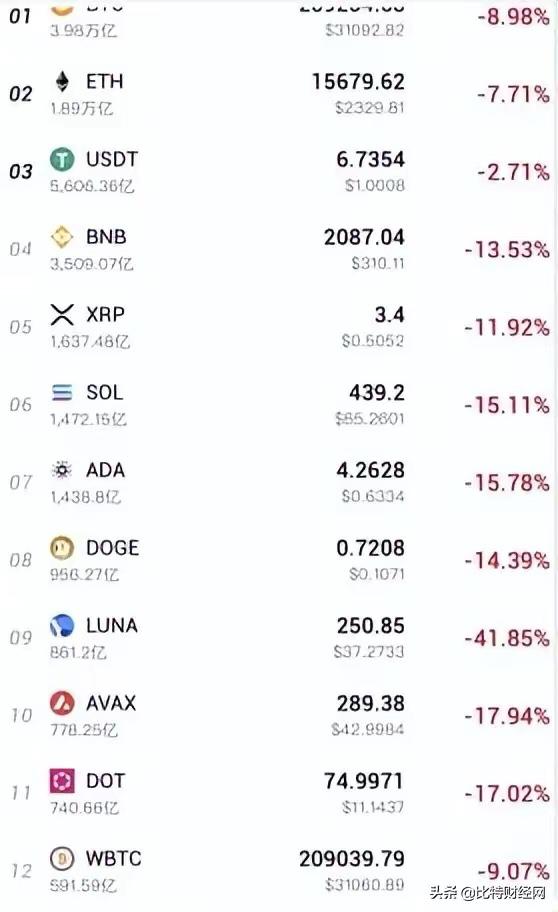 01
-8.98%
3.98万亿
$31092.82
02 ETH 15679.62 -7.71%
1.89万亿 $2329.81
03 USDT 6.7354 -2.71%
5,606.36亿 $1.0008
04 BNB 2087.04 -13.53%
3,509.07亿 $310.11
05 XRP 3.4 -11.92%
1,637.48亿 $0.5052
06 SOL 439.2 -15.11%
1,472.15亿 $65.2601
07 ADA 4.2628 -15.78%
1,438.8亿 $0.6334
08 DOGE 0.7208 -14.39%
956.27亿 $0.1071
09 LUNA 250.85 -41.85%
861.2亿 $37.2733
10 AVAX 289.38 -17.94%
778.25亿 $42.9984
11 DOT 74.9971 -17.02%
740.66亿 $11.1437
12 WBTC 209039.79 -9.07%
591.59亿 $31060.89
头条 @比特财经网